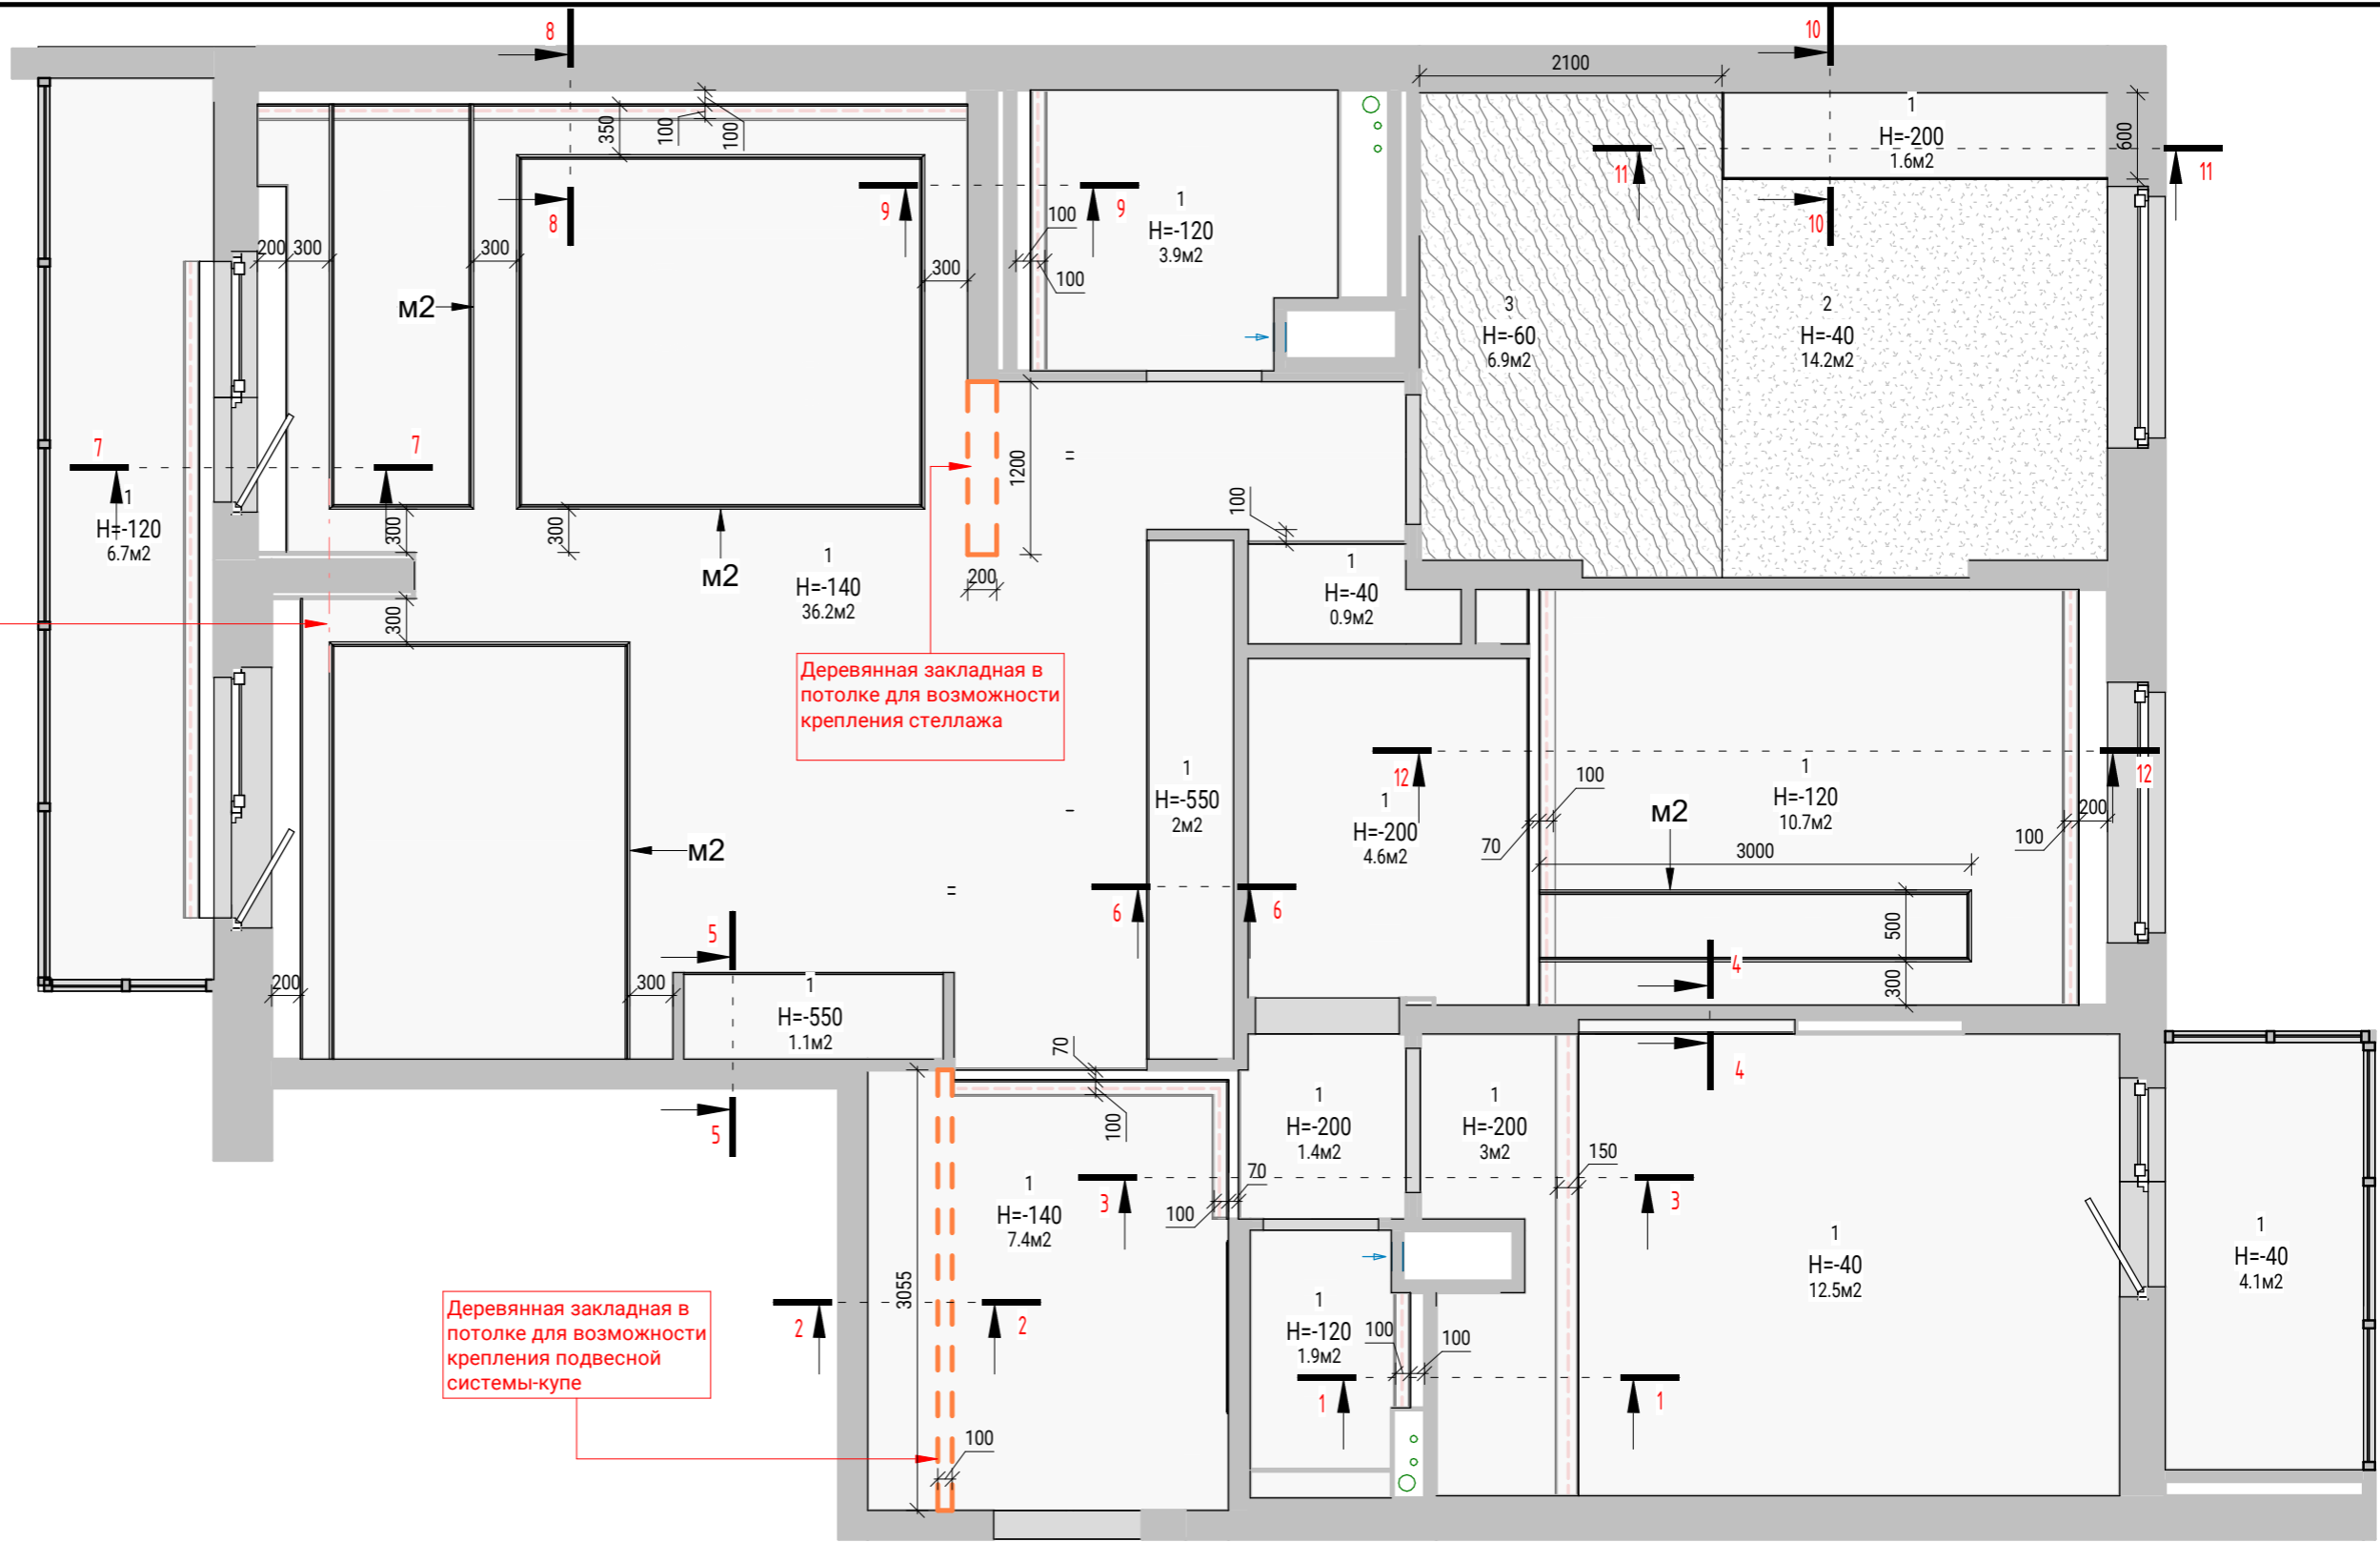 8
10
2100
350
100
100
1
H=-200
1.6м2
600
11
11
8
9
9
10
1
H=-120
3.9м2
100
100
200
300
300
300
м2
3
H=-60
6.9м2
2
H=-40
14.2м2
7
7
1
H=-120
6.7м2
1200
100
300
300
м2
1
H=-140
36.2м2
200
1
H=-40
0.9м2
300
Деревянная закладная в
потолке для возможности
крепления стеллажа
1
H=-550
2м2
12
12
1
H=-200
4.6м2
100
70
1
H=-120
10.7м2
200
100
м2
3000
м2
500
300
6
6
5
4
200
300
1
H=-550
1.1м2
70
100
4
5
1
H=-200
1.4м2
1
H=-200
3м2
150
70
100
3
3
1
H=-140
7.4м2
3055
1
H=-40
12.5м2
1
H=-40
4.1м2
Деревянная закладная в
потолке для возможности
крепления подвесной
системы-купе
2
2
1
H=-120
1.9м2
100
100
1
1
100